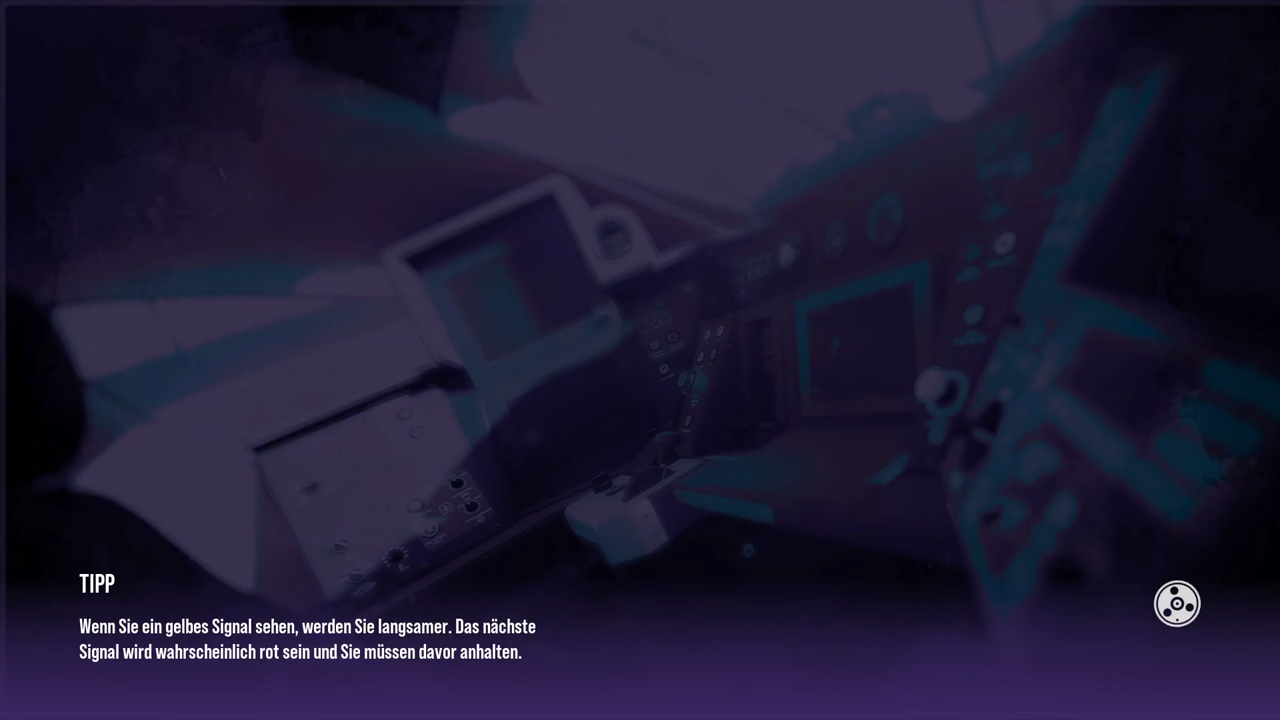 TIPP
Wenn Sie ein gelbes Signal sehen, werden Sie langsamer. Das nächste
Signal wird wahrscheinlich rot sein und Sie müssen davor anhalten.